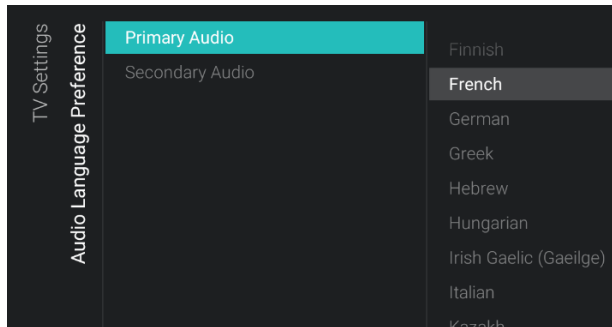 TV Settings
Audio Language Preference
Primary Audio
Secondary Audio
Finnish
French
German
Greek
Hebrew
Hungarian
Irish Gaelic (Gaeilge)
Italian
Kazakh